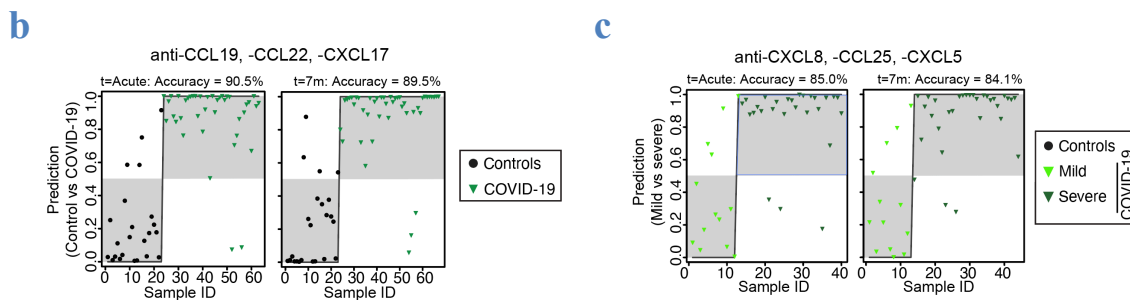 b
anti-CCL19, -CCL22, -CXCL17
t=Acute: Accuracy = 90.5%
t=7m: Accuracy = 89.5%
Prediction
(Control vs COVID-19)
0.0 0.2 0.4 0.6 0.8 1.0
0 10 20 30 40 50 60
Sample ID
0 10 20 30 40 50 60
Sample ID
Controls
COVID-19
c
anti-CXCL8, -CCL25, -CXCL5
t=Acute: Accuracy = 85.0%
t=7m: Accuracy = 84.1%
Prediction
(Mild vs severe)
0.0 0.2 0.4 0.6 0.8 1.0
0 10 20 30 40
Sample ID
0 10 20 30 40
Sample ID
Controls
Mild
Severe
COVID-19